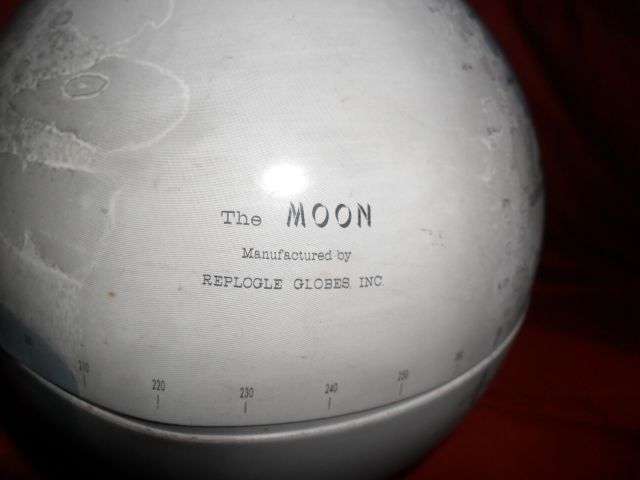 The MOON
Manufactured by
REPLOGLE GLOBES, INC.
210 220 230 240 250